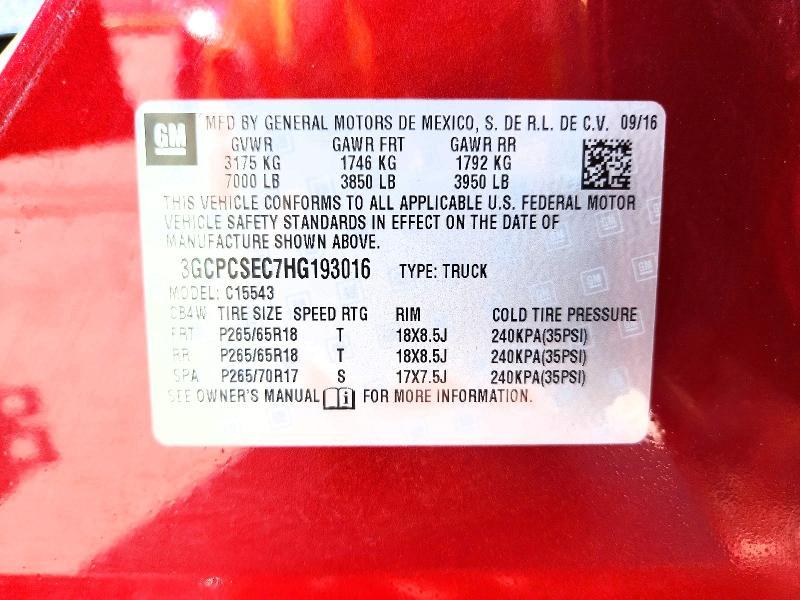 GM MFD BY GENERAL MOTORS DE MEXICO, S. DE R.L. DE C.V. 09/16
GVWR GAWR FRT GAWR RR
3175 KG 1746 KG 1792 KG
7000 LB 3850 LB 3950 LB
THIS VEHICLE CONFORMS TO ALL APPLICABLE U.S. FEDERAL MOTOR
VEHICLE SAFETY STANDARDS IN EFFECT ON THE DATE OF
MANUFACTURE SHOWN ABOVE.
3GCPCSEC7HG193016 TYPE: TRUCK
MODEL: C15543
CB4W TIRE SIZE SPEED RTG RIM COLD TIRE PRESSURE
FRT P265/65R18 T 18X8.5J 240KPA(35PSI)
RR P265/65R18 T 18X8.5J 240KPA(35PSI)
SPA P265/70R17 S 17X7.5J 240KPA(35PSI)
SEE OWNER'S MANUAL i FOR MORE INFORMATION.